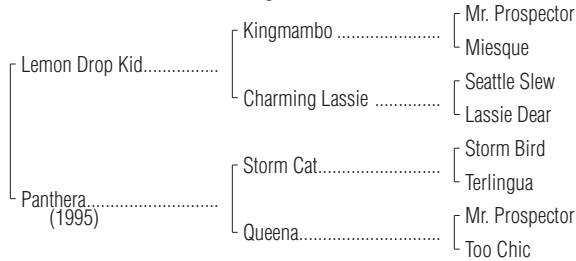 Mr. Prospector
Kingmambo ..................
Miesque
Lemon Drop Kid...............
Seattle Slew
Charming Lassie .............
Lassie Dear
Storm Bird
Storm Cat........................
Terlingua
Panthera..........................
(1995)
Mr. Prospector
Queena............................
Too Chic